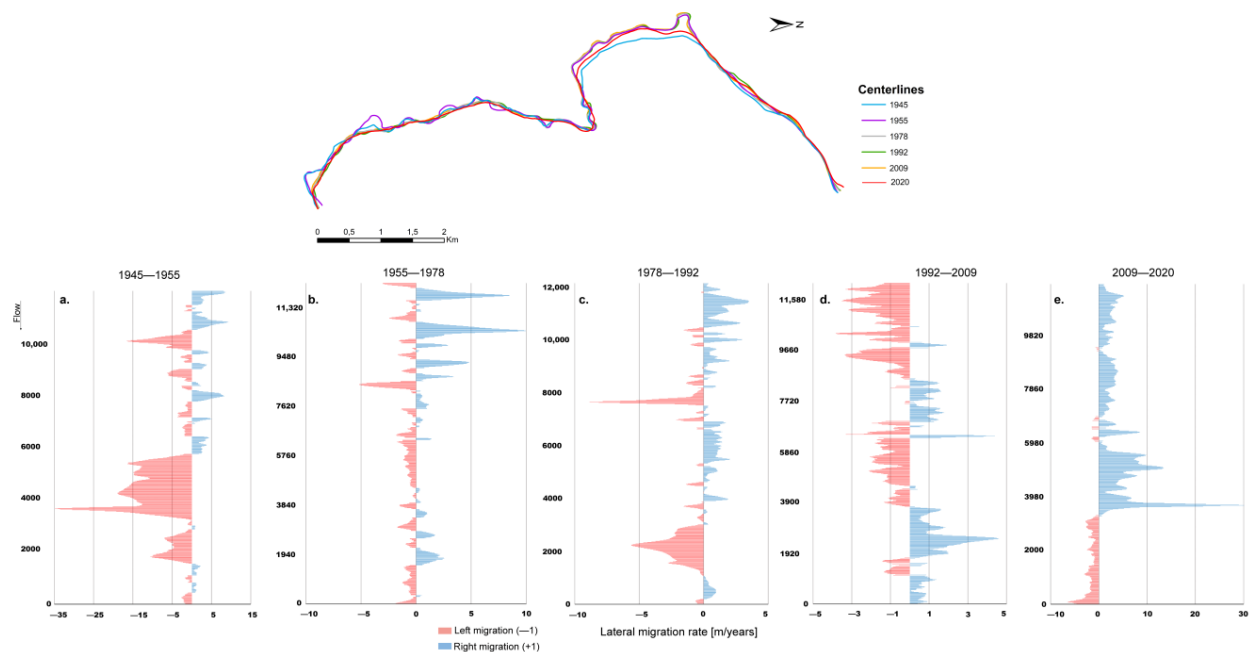 N
Centerlines
1945
1955
1978
1992
2009
2020
0 0,5 1 1,5 2
Km
1945—1955
1955—1978
1978—1992
1992—2009
2009—2020
Flow
a.
10,000
8000
6000
4000
2000
0
—35 —25 —15 —5 5 15
b.
11,320
9480
7620
5760
3840
1940
0
—10 —5 0 5 10
c.
12,000
10,000
8000
6000
4000
2000
0
—10 —5 0 5
d.
11,580
9660
7720
5860
3900
1920
0
—5 —3 —1 1 3 5
e.
9820
7860
5980
3980
2000
0
—10 0 10 20 30
Left migration (—1)
Right migration (+1)
Lateral migration rate [m/years]